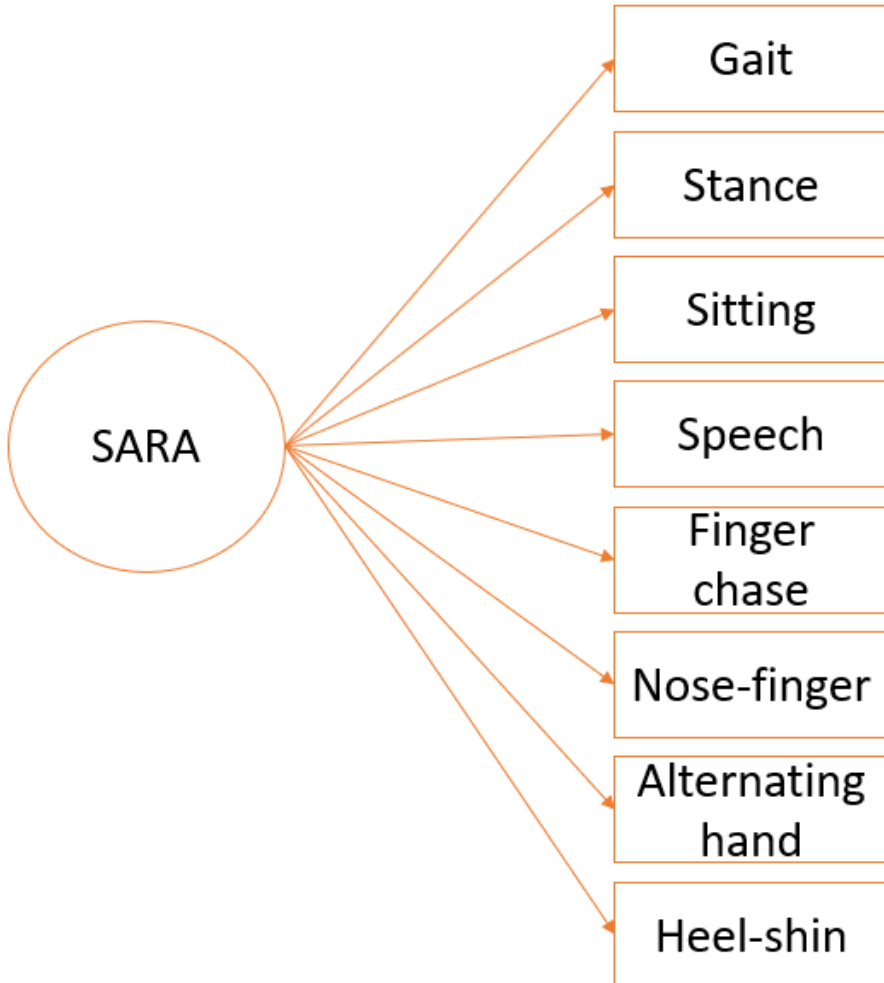 Gait
Stance
Sitting
SARA
Speech
Finger
chase
Nose-finger
Alternating
hand
Heel-shin